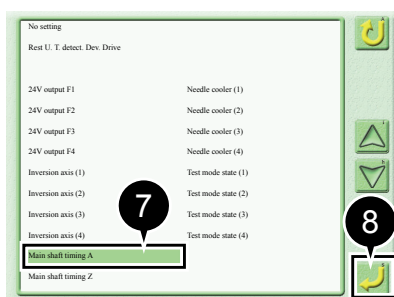 No setting
Rest U. T. detect. Dev. Drive
24V output F1
Needle cooler (1)
24V output F2
Needle cooler (2)
24V output F3
Needle cooler (3)
24V output F4
Needle cooler (4)
Inversion axis (1)
Test mode state (1)
Inversion axis (2)
Test mode state (2)
Inversion axis (3)
Test mode state (3)
Inversion axis (4)
Test mode state (4)
Main shaft timing A
Main shaft timing Z
7
8